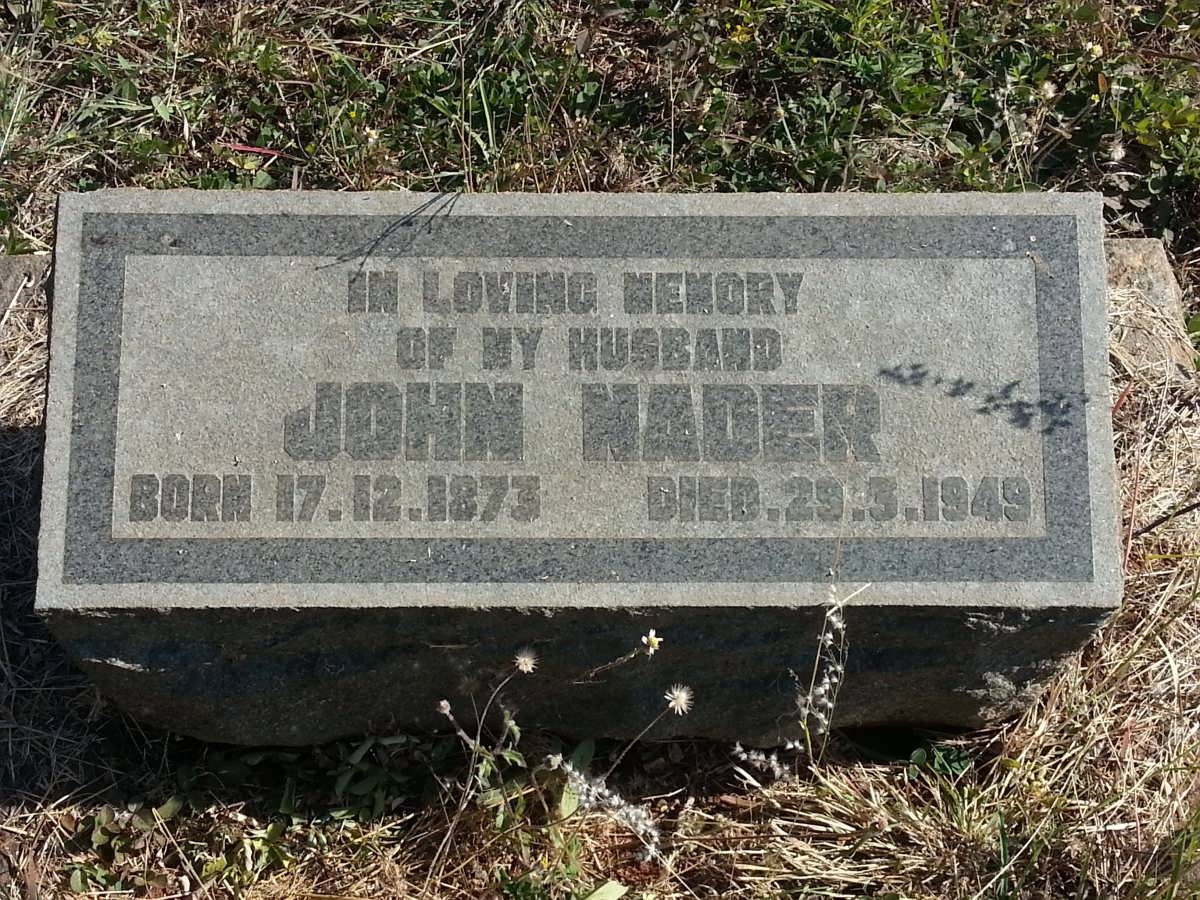 IN LOVING MEMORY
OF MY HUSBAND
JOHN NADER
BORN 17.12.1873 DIED.29.3.1949